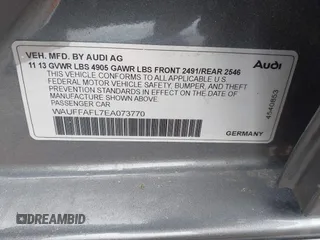 VEH. MFD. BY AUDI AG
11 13 GVWR LBS 4905 GAWR LBS FRONT 2491/REAR 2546
THIS VEHICLE CONFORMS TO ALL APPLICABLE U.S.
FEDERAL MOTOR VEHICLE SAFETY, BUMPER, AND THEFT
PREVENTION STANDARDS IN EFFECT ON THE DATE OF
MANUFACTURE SHOWN ABOVE.
PASSENGER CAR
WAUFFAFL7EA073770
Audi
4540803
GERMANY
DREAMBID